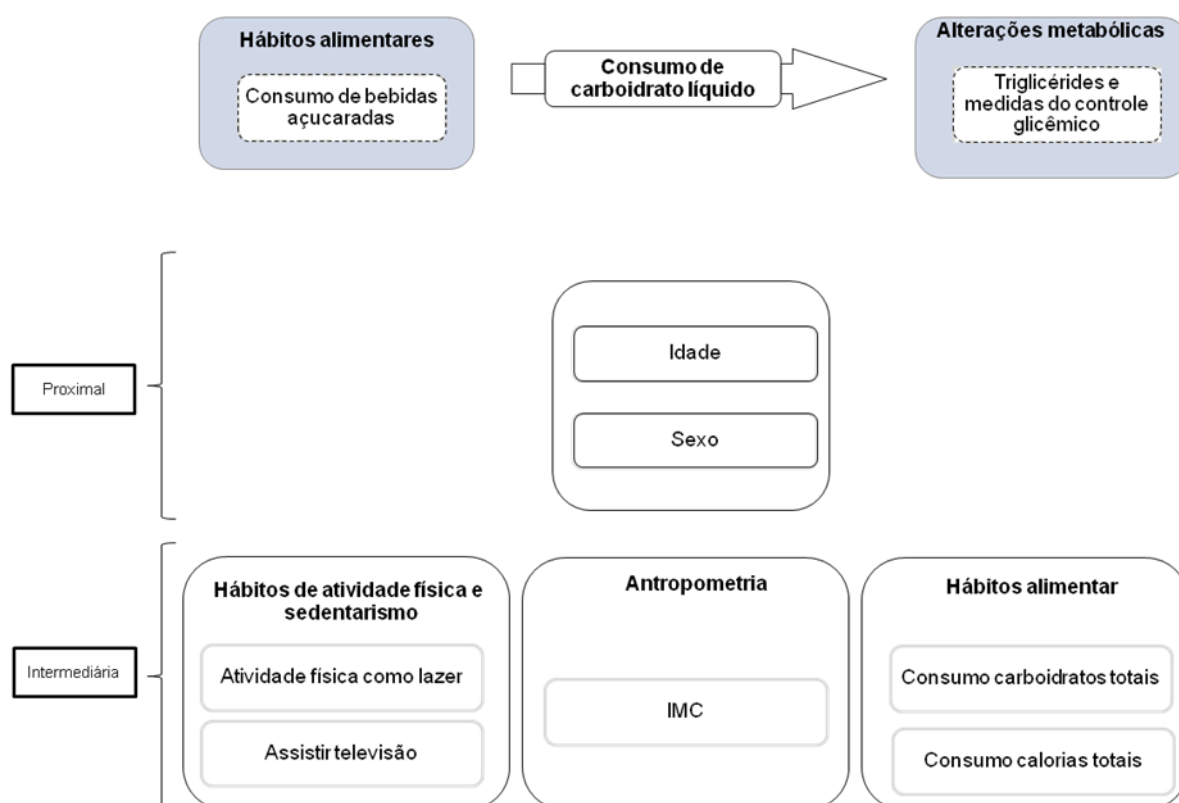 Hábitos alimentares
Consumo de bebidas
açucaradas
Consumo de
carboidrato líquido
Alterações metabólicas
Triglicérides e
medidas do controle
glicêmico
Proximal
Idade
Sexo
Intermediária
Hábitos de atividade física e
sedentarismo
Atividade física como lazer
Assistir televisão
Antropometria
IMC
Hábitos alimentar
Consumo carboidratos totais
Consumo calorias totais